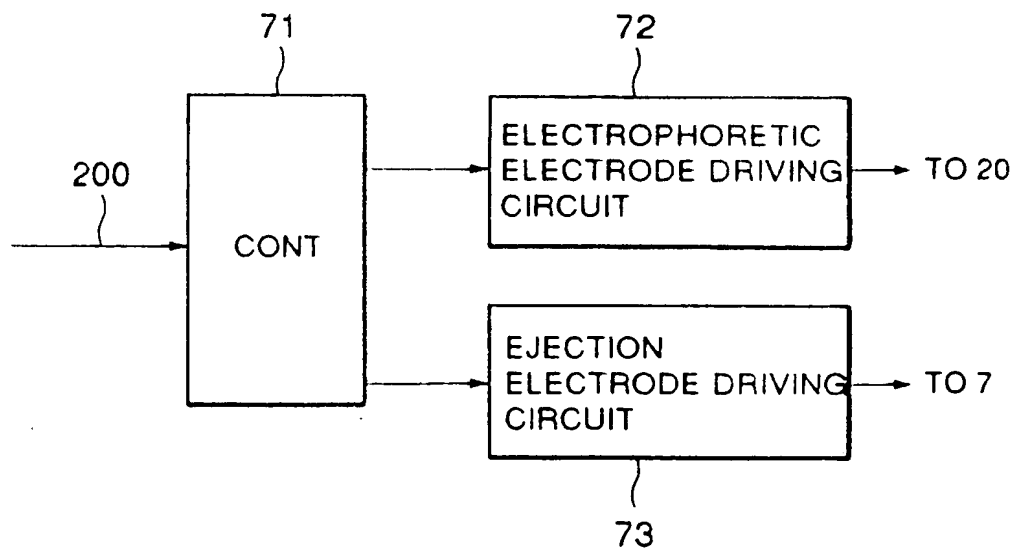 71
72
200
CONT
ELECTROPHORETIC
ELECTRODE DRIVING
CIRCUIT
TO 20
EJECTION
ELECTRODE DRIVING
CIRCUIT
TO 7
73